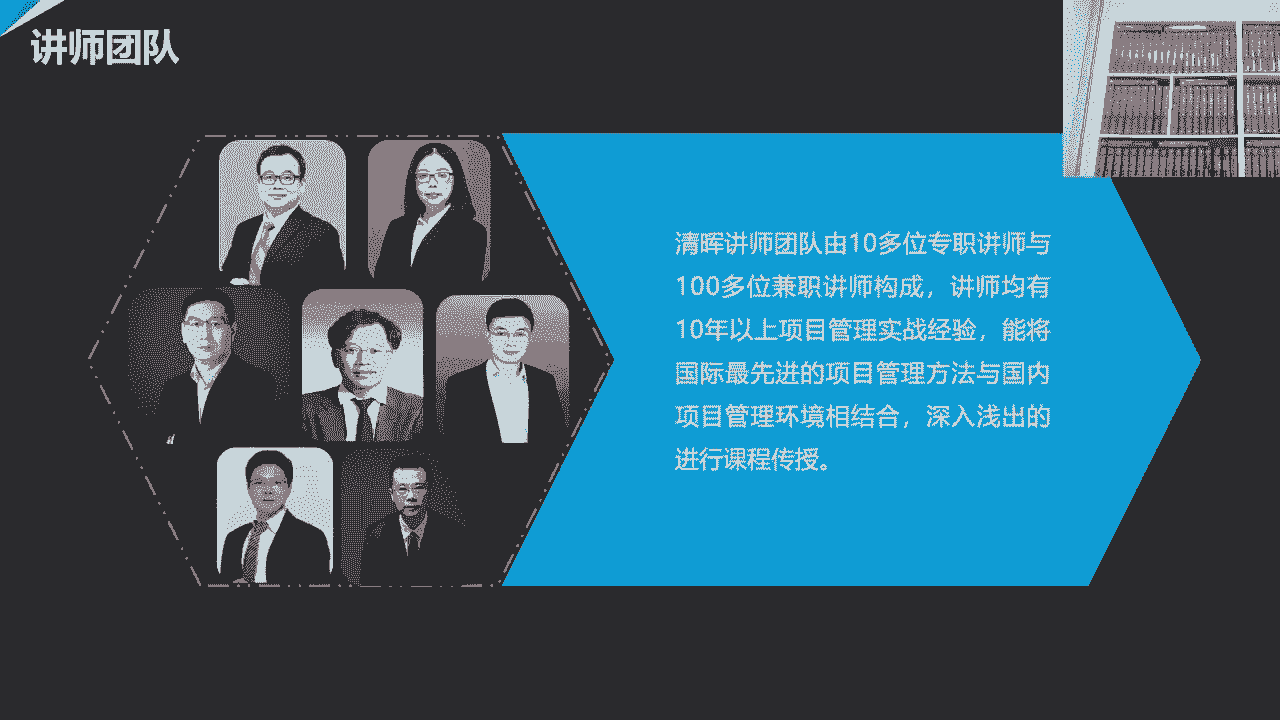 讲师团队
清晖讲师团队由10多位专职讲师与
100多位兼职讲师构成，讲师均有
10年以上项目管理实战经验，能将
国际最先进的项目管理方法与国内
项目管理环境相结合，深入浅出的
进行课程传授。